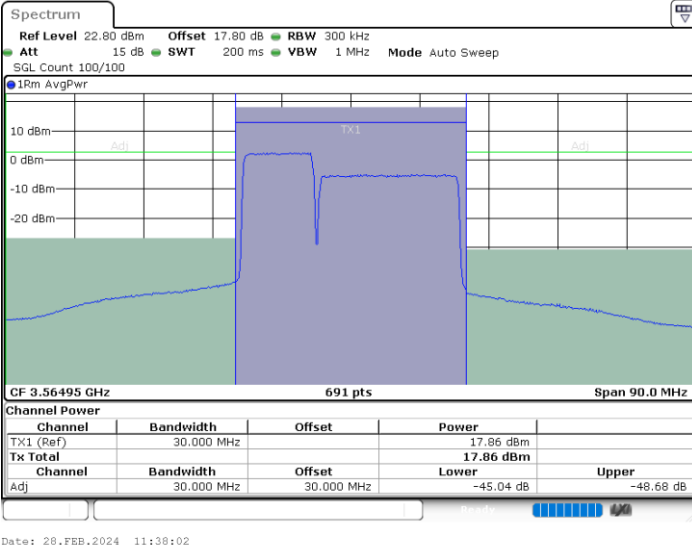 Spectrum
Ref Level 22.80 dBm Offset 17.80 dB RBW 300 kHz
Att 15 dB SWT 200 ms VBW 1 MHz Mode Auto Sweep
SGL Count 100/100
1Rm AvgPwr
TX1
Adj Adj
10 dBm
0 dBm
-10 dBm
-20 dBm
CF 3.56495 GHz 691 pts Span 90.0 MHz
Channel Power
Channel Bandwidth Offset Power
TX1 (Ref) 30.000 MHz 17.86 dBm
Tx Total 17.86 dBm
Channel Bandwidth Offset Lower Upper
Adj 30.000 MHz 30.000 MHz -45.04 dB -48.68 dB
Ready
Date: 28.FEB.2024 11:38:02